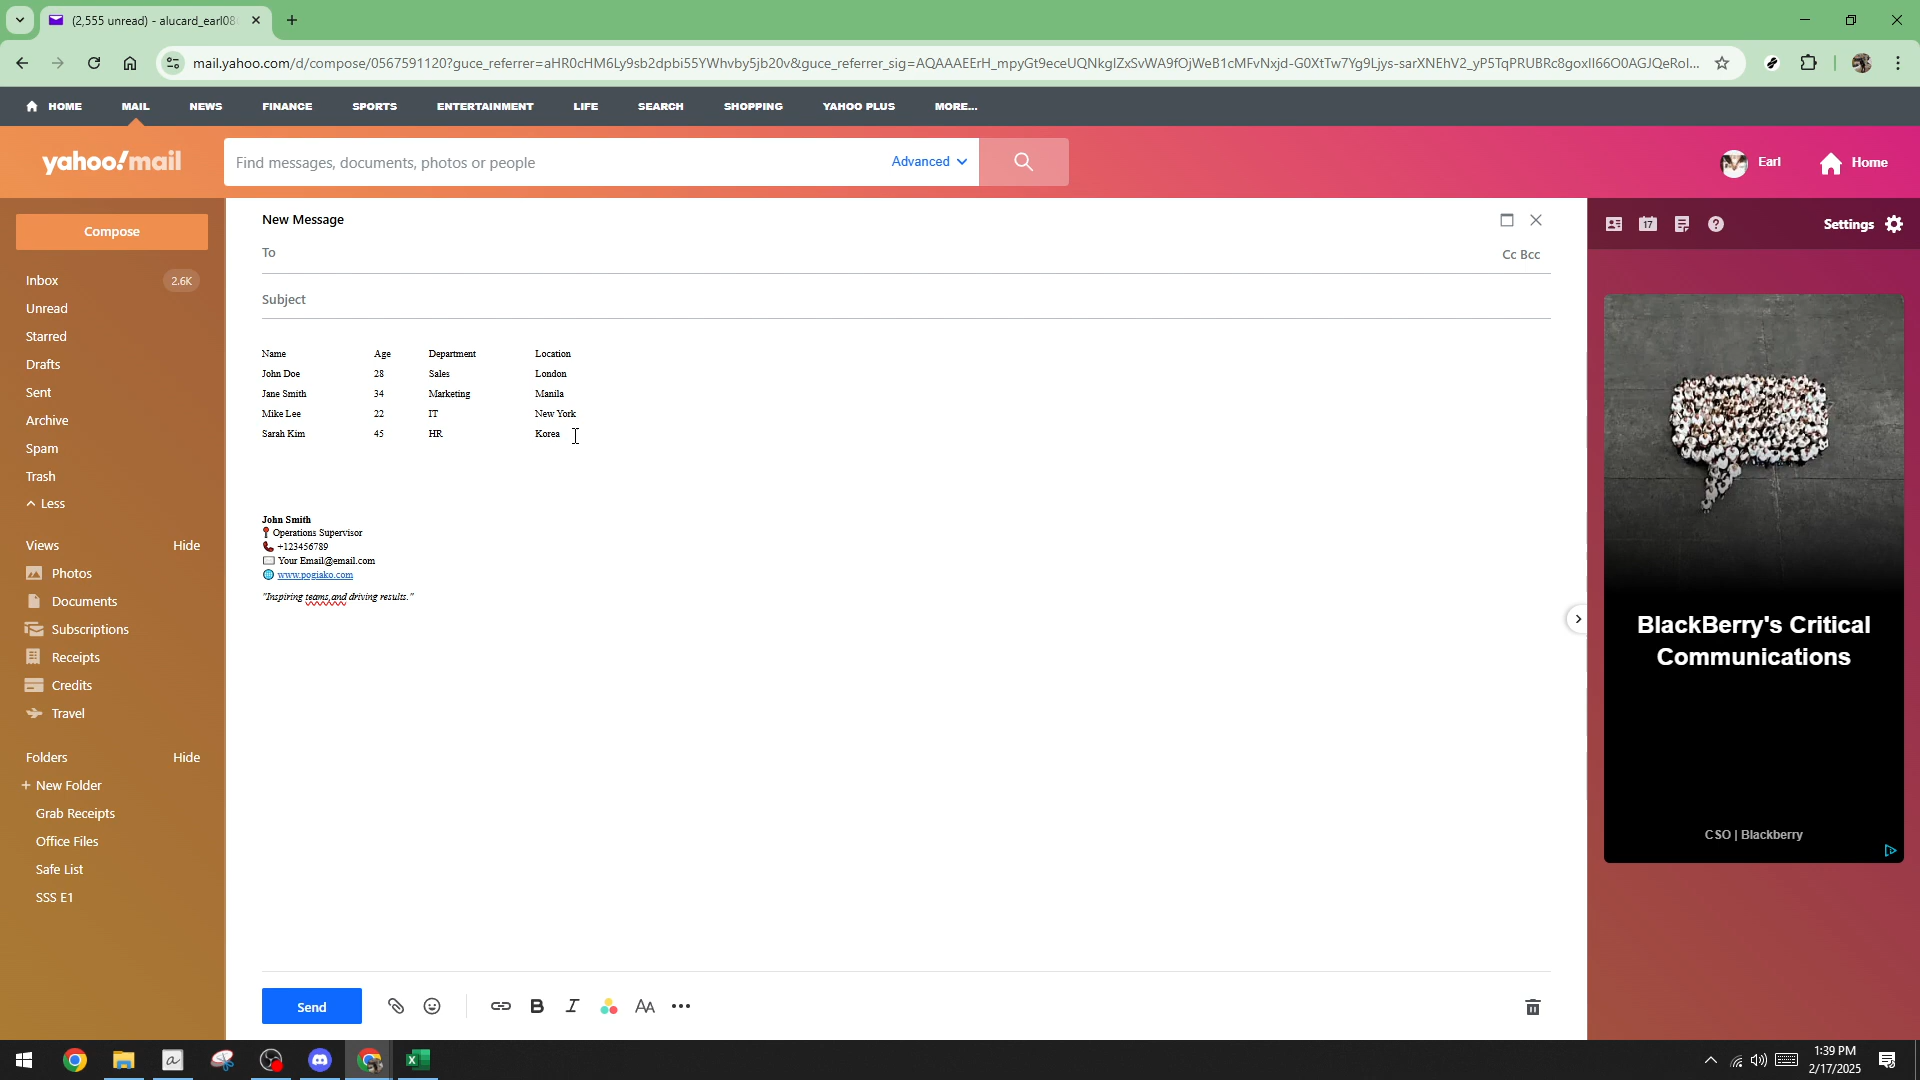 (2,555 unread) - alucard_earl08
mail.yahoo.com/d/compose/0567591120?guce_referrer=aHR0cHM6Ly9sb2dpbi55YWhvby5jb20v&guce_referrer_sig=AQAAAEErH_mpyGt9eceUQNkglZxSvWA9fOjWeB1cMFvNxjd-G0XtTw7Yg9Ljys-sarXNEhV2_yP5TqPRUBRc8goxII66O0AGJQeRol...
HOME MAIL NEWS FINANCE SPORTS ENTERTAINMENT LIFE SEARCH SHOPPING YAHOO PLUS MORE...
yahoo!mail
Find messages, documents, photos or people
Advanced
Earl
Home
Compose
Inbox 2.6K
Unread
Starred
Drafts
Sent
Archive
Spam
Trash
Less
Views Hide
Photos
Documents
Subscriptions
Receipts
Credits
Travel
Folders Hide
+ New Folder
Grab Receipts
Office Files
Safe List
SSS E1
New Message
To
Cc Bcc
Subject
Name Age Department Location
John Doe 28 Sales London
Jane Smith 34 Marketing Manila
Mike Lee 22 IT New York
Sarah Kim 45 HR Korea
John Smith
Operations Supervisor
+123456789
Your Email@email.com
www.pogiako.com
"Inspiring teams,and driving results."
Send
17
Settings
BlackBerry's Critical
Communications
CSO | Blackberry
1:39 PM
2/17/2025